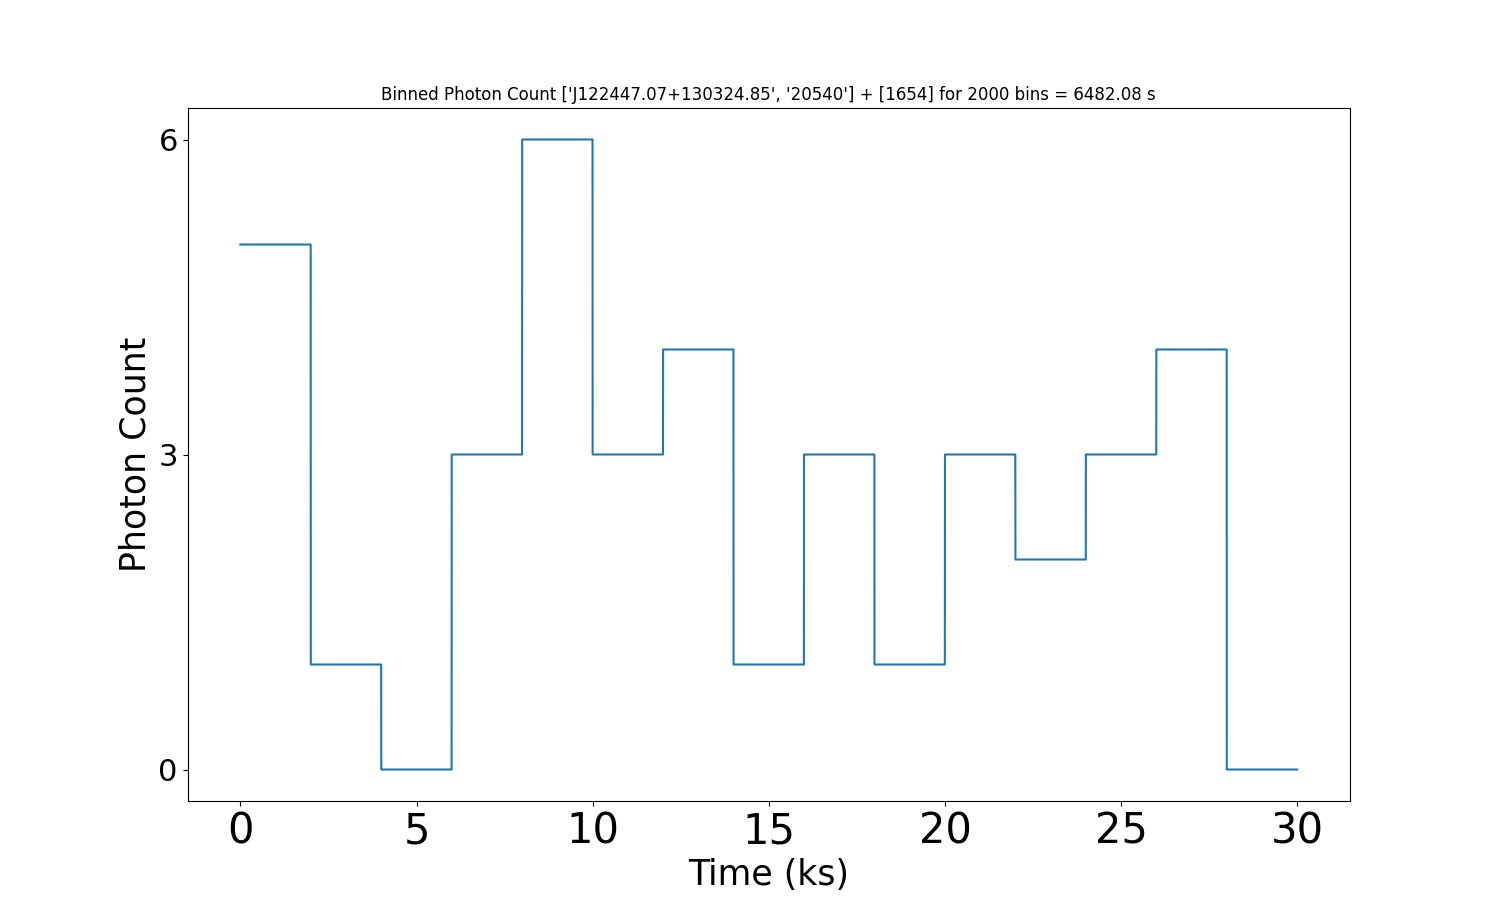 Binned Photon Count ['J122447.07+130324.85', '20540'] + [1654] for 2000 bins = 6482.08 s
6
3
0
Photon Count
0 5 10 15 20 25 30
Time (ks)